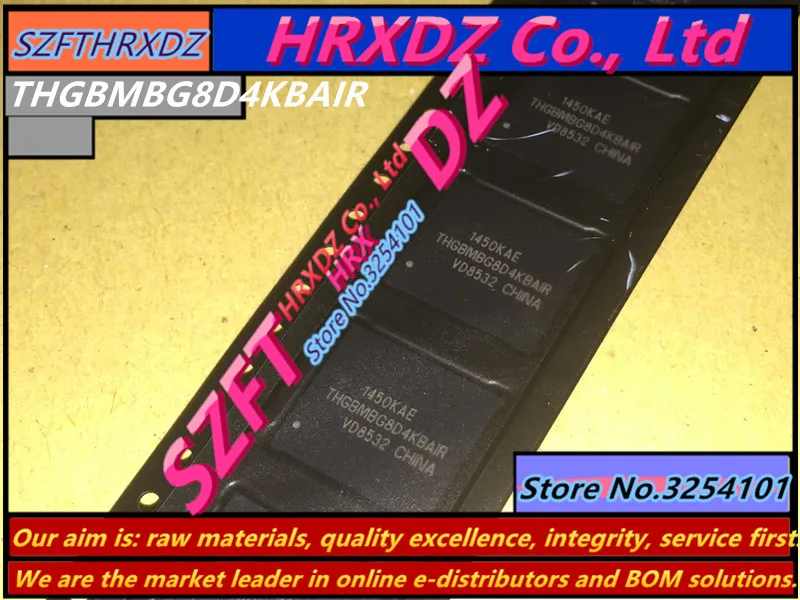 SZFTHRXDZ
HRXDZ Co., Ltd
THGBMBG8D4KBAIR
1450KAE
THGBMBG8D4KBAIR
VD8532 CHINA
1450KAE
THGBMBG8D4KBAIR
VD8532 CHINA
1450KAE
THGBMBG8D4KBAIR
VD8532 CHINA
SZFT
HRXDZ Co., Ltd
HRX
DZ
Store No.3254101
Store No.3254101
Our aim is: raw materials, quality excellence, integrity, service first.
We are the market leader in online e-distributors and BOM solutions.